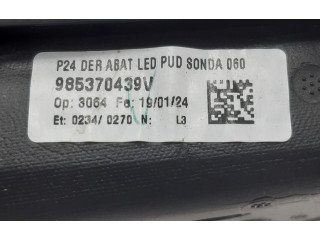 P24 DER ABAT LED PUD SONDA 060
985370439V
Op: 3064 Fe: 19/01/24
Et: 0234/ 0270 N: L3